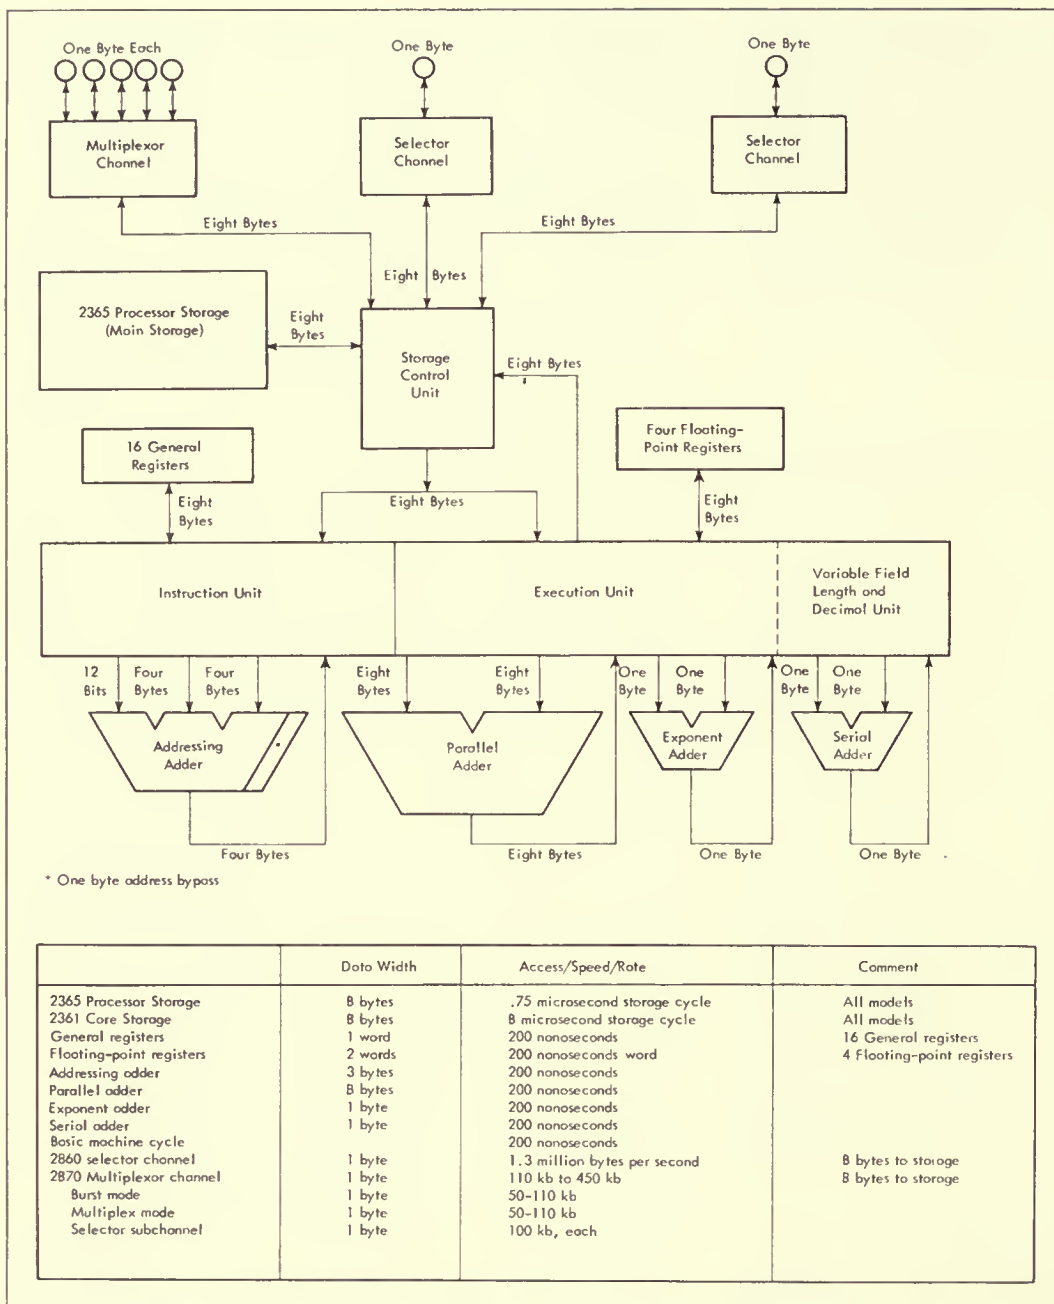 One Byte Each
One Byte
One Byte
Multiplexor
Channel
Selector
Channel
Selector
Channel
Eight Bytes
Eight Bytes
Eight Bytes
2365 Processor Storage
(Main Storage)
Eight
Bytes
Storage
Control
Unit
Eight Bytes
16 General
Registers
Four Floating-
Point Registers
Eight
Bytes
Eight Bytes
Eight
Bytes
Instruction Unit
Execution Unit
Variable Field
Length and
Decimal Unit
12
Bits
Four
Bytes
Four
Bytes
Eight
Bytes
Eight
Bytes
One
Byte
One
Byte
One
Byte
One
Byte
Addressing
Adder
*
Parallel
Adder
Exponent
Adder
Serial
Adder
Four Bytes
Eight Bytes
One Byte
One Byte
* One byte address bypass
Data Width Access/Speed/Rate Comment
2365 Processor Storage 8 bytes .75 microsecond storage cycle All models
2361 Core Storage 8 bytes 8 microsecond storage cycle All models
General registers 1 word 200 nanoseconds 16 General registers
Floating-point registers 2 words 200 nanoseconds word 4 Floating-point registers
Addressing adder 3 bytes 200 nanoseconds
Parallel adder 8 bytes 200 nanoseconds
Exponent adder 1 byte 200 nanoseconds
Serial adder 1 byte 200 nanoseconds
Basic machine cycle 200 nanoseconds
2860 selector channel 1 byte 1.3 million bytes per second 8 bytes to storage
2870 Multiplexor channel 1 byte 110 kb to 450 kb 8 bytes to storage
Burst mode 1 byte 50-110 kb
Multiplex mode 1 byte 50-110 kb
Selector subchannel 1 byte 100 kb, each